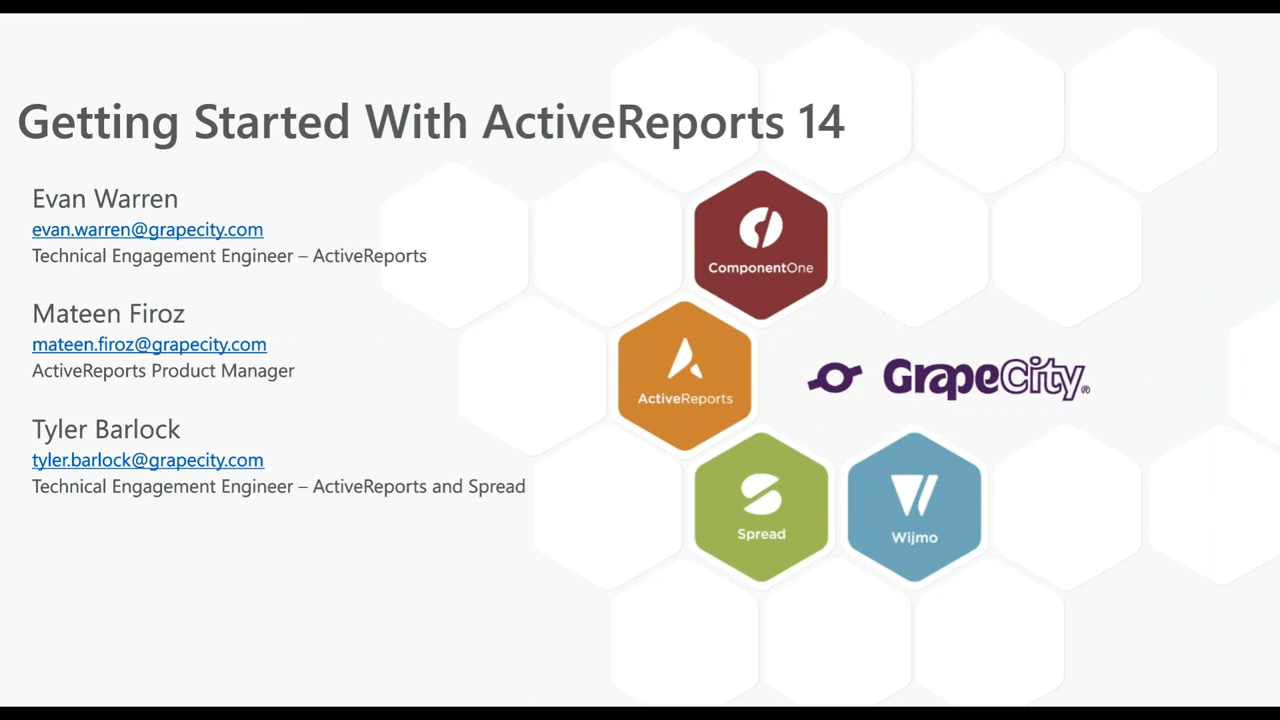 Getting Started With ActiveReports 14
Evan Warren
evan.warren@grapecity.com
Technical Engagement Engineer – ActiveReports
Mateen Firoz
mateen.firoz@grapecity.com
ActiveReports Product Manager
Tyler Barlock
tyler.barlock@grapecity.com
Technical Engagement Engineer – ActiveReports and Spread
ComponentOne
ActiveReports
GrapeCity®
Spread
Wijmo